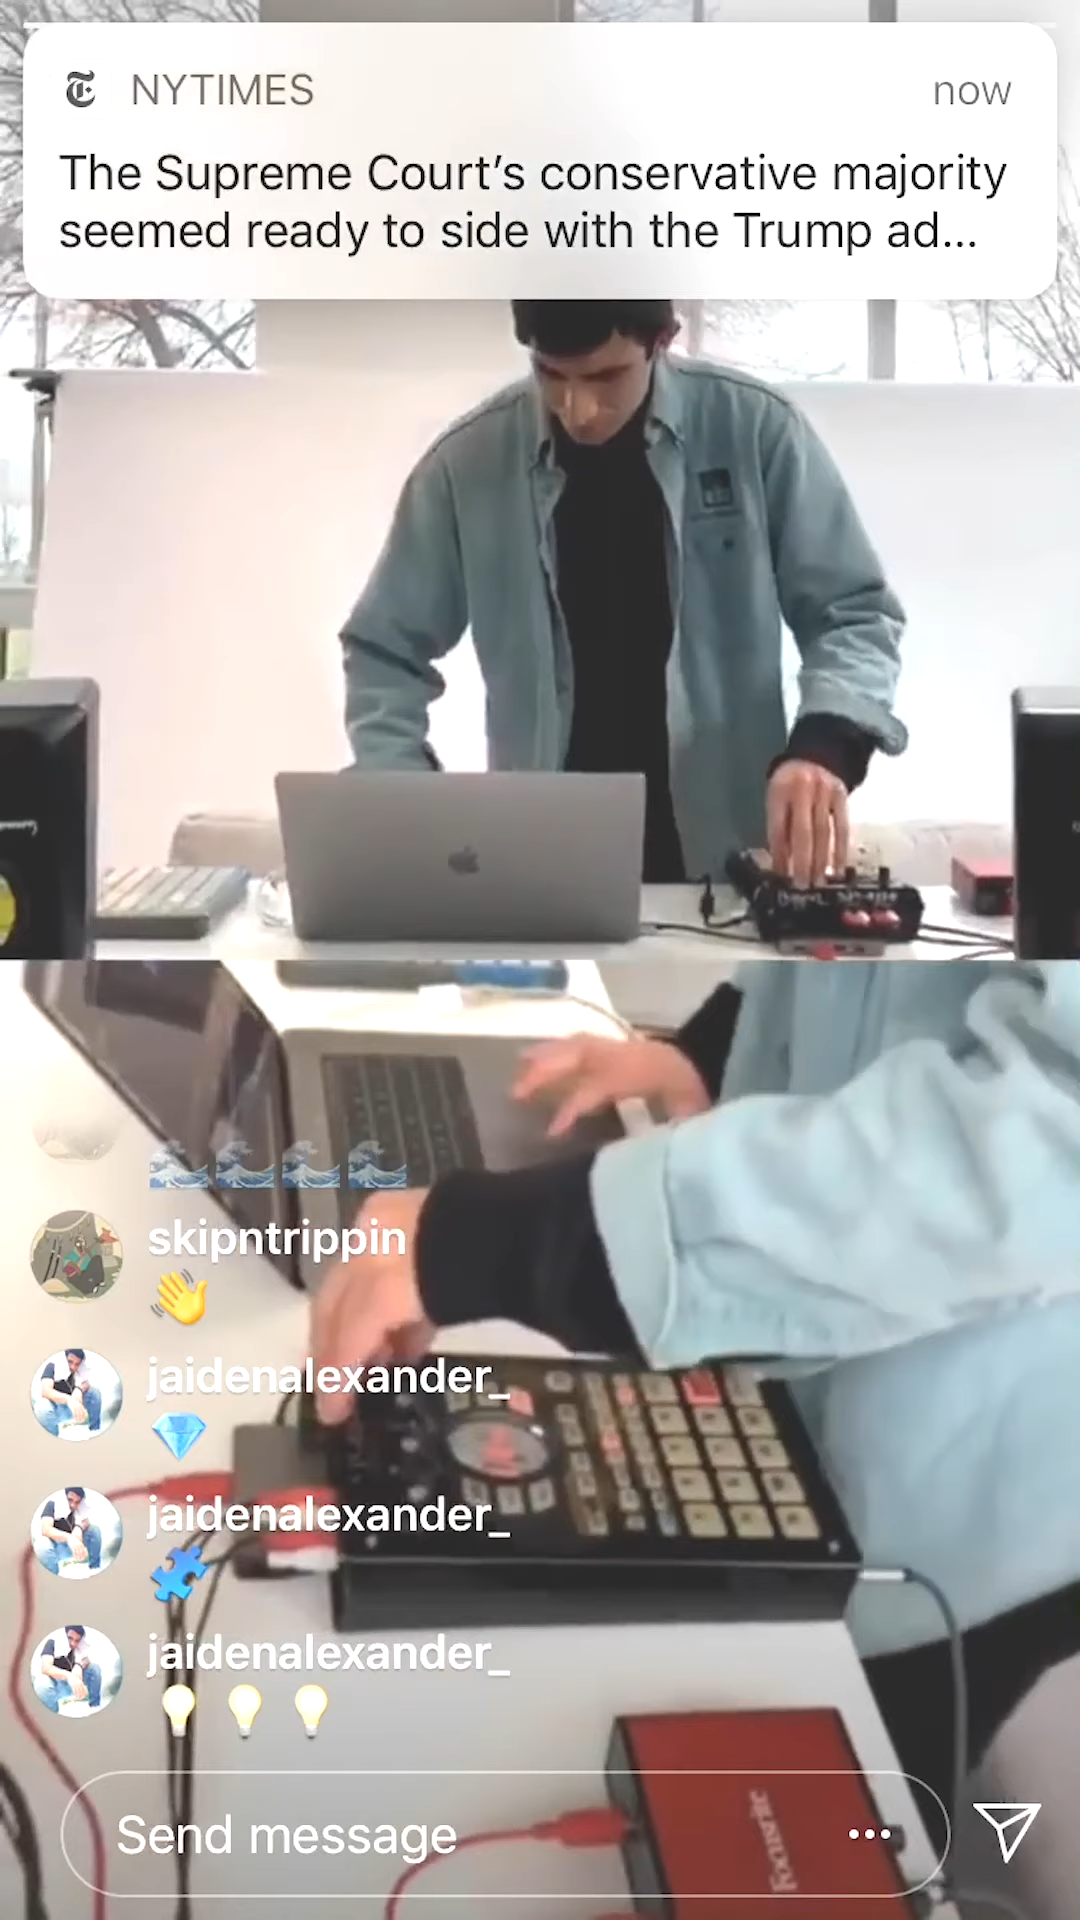 NYTIMES
now
The Supreme Court's conservative majority
seemed ready to side with the Trump ad...
🌊🌊🌊🌊
skipntrippin
👋
jaidenalexander_
💎
jaidenalexander_
🧩
jaidenalexander_
💡 💡 💡
Focusrite
Send message